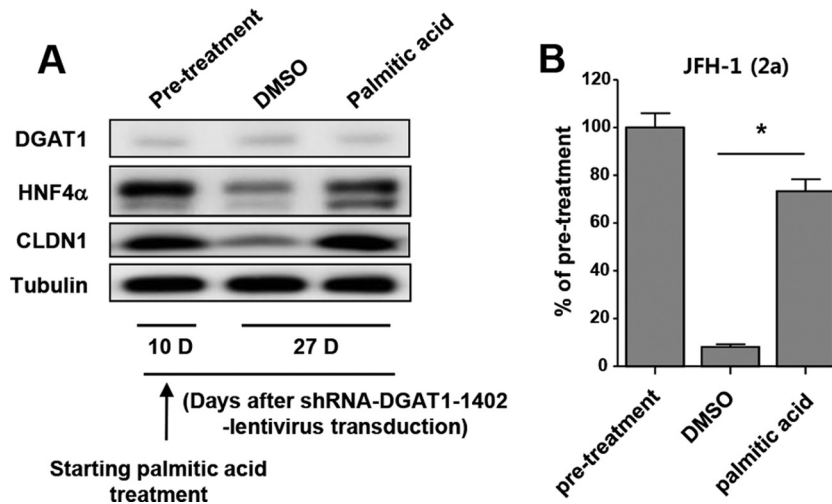 A
Pre-treatment
DMSO
Palmitic acid
DGAT1
HNF4α
CLDN1
Tubulin
10 D
27 D
(Days after shRNA-DGAT1-1402
-lentivirus transduction)
Starting palmitic acid
treatment
B
JFH-1 (2a)
% of pre-treatment
120
100
80
60
40
20
0
*
pre-treatment
DMSO
palmitic acid